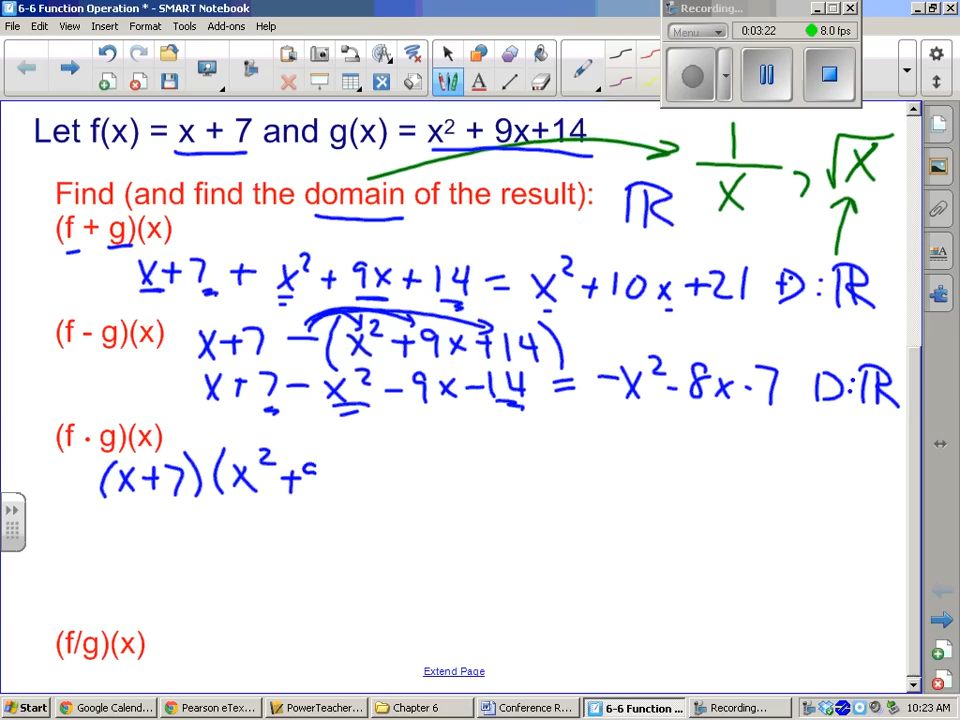 6-6 Function Operation * - SMART Notebook
Recording...
File Edit View Insert Format Tools Add-ons Help
Menu 0:03:22 8.0 fps
Let f(x) = x + 7 and g(x) = x² + 9x+14
1/x , √x
Find (and find the domain of the result): ℝ
(f + g)(x)
x+7 + x² + 9x + 14 = x² + 10x + 21 D: ℝ
(f - g)(x)
x+7 - (x² + 9x + 14)
x + 7 - x² - 9x - 14 = -x² - 8x - 7 D: ℝ
(f · g)(x)
(x+7)(x² +
(f/g)(x)
Extend Page
Start Google Calend... Pearson eTex... PowerTeacher... Chapter 6 Conference R... 6-6 Function ... Recording... 10:23 AM